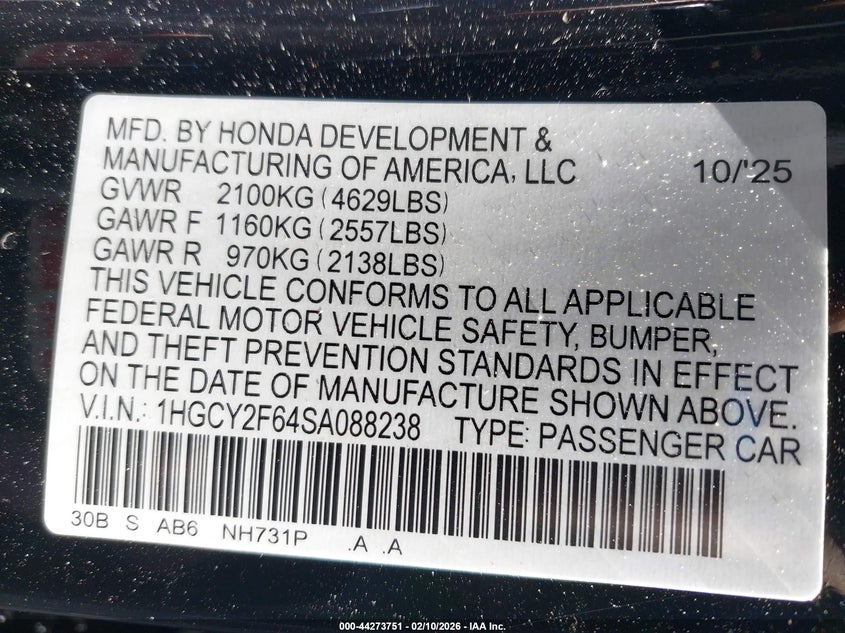 MFD. BY HONDA DEVELOPMENT &
MANUFACTURING OF AMERICA, LLC 10/'25
GVWR 2100KG (4629LBS)
GAWR F 1160KG (2557LBS)
GAWR R 970KG (2138LBS)
THIS VEHICLE CONFORMS TO ALL APPLICABLE
FEDERAL MOTOR VEHICLE SAFETY, BUMPER,
AND THEFT PREVENTION STANDARDS IN EFFECT
ON THE DATE OF MANUFACTURE SHOWN ABOVE.
V.I.N.: 1HGCY2F64SA088238 TYPE: PASSENGER CAR
30B S AB6 NH731P .A .A
000-44273751 — 02/10/2026 — IAA Inc.